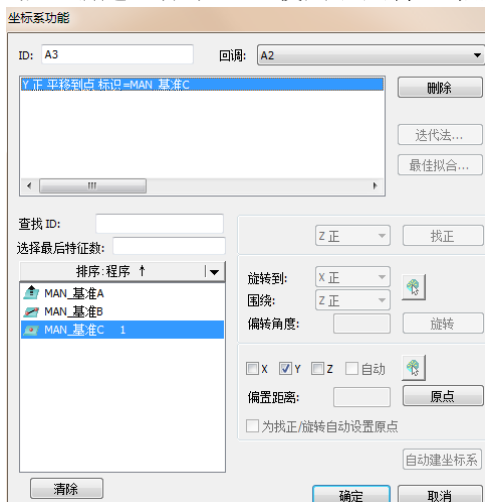 坐标系功能
ID: A3 回调: A2
Y 正 平移到点 标识=MAN_基准C
删除
迭代法...
最佳拟合...
查找 ID:
选择最后特征数:
Z 正 找正
排序:程序 ↑
MAN_基准A
MAN_基准B
MAN_基准C 1
旋转到: X 正
围绕: Z 正
偏转角度: 旋转
X Y Z 自动
偏置距离: 原点
为找正/旋转自动设置原点
自动建坐标系
清除 确定 取消